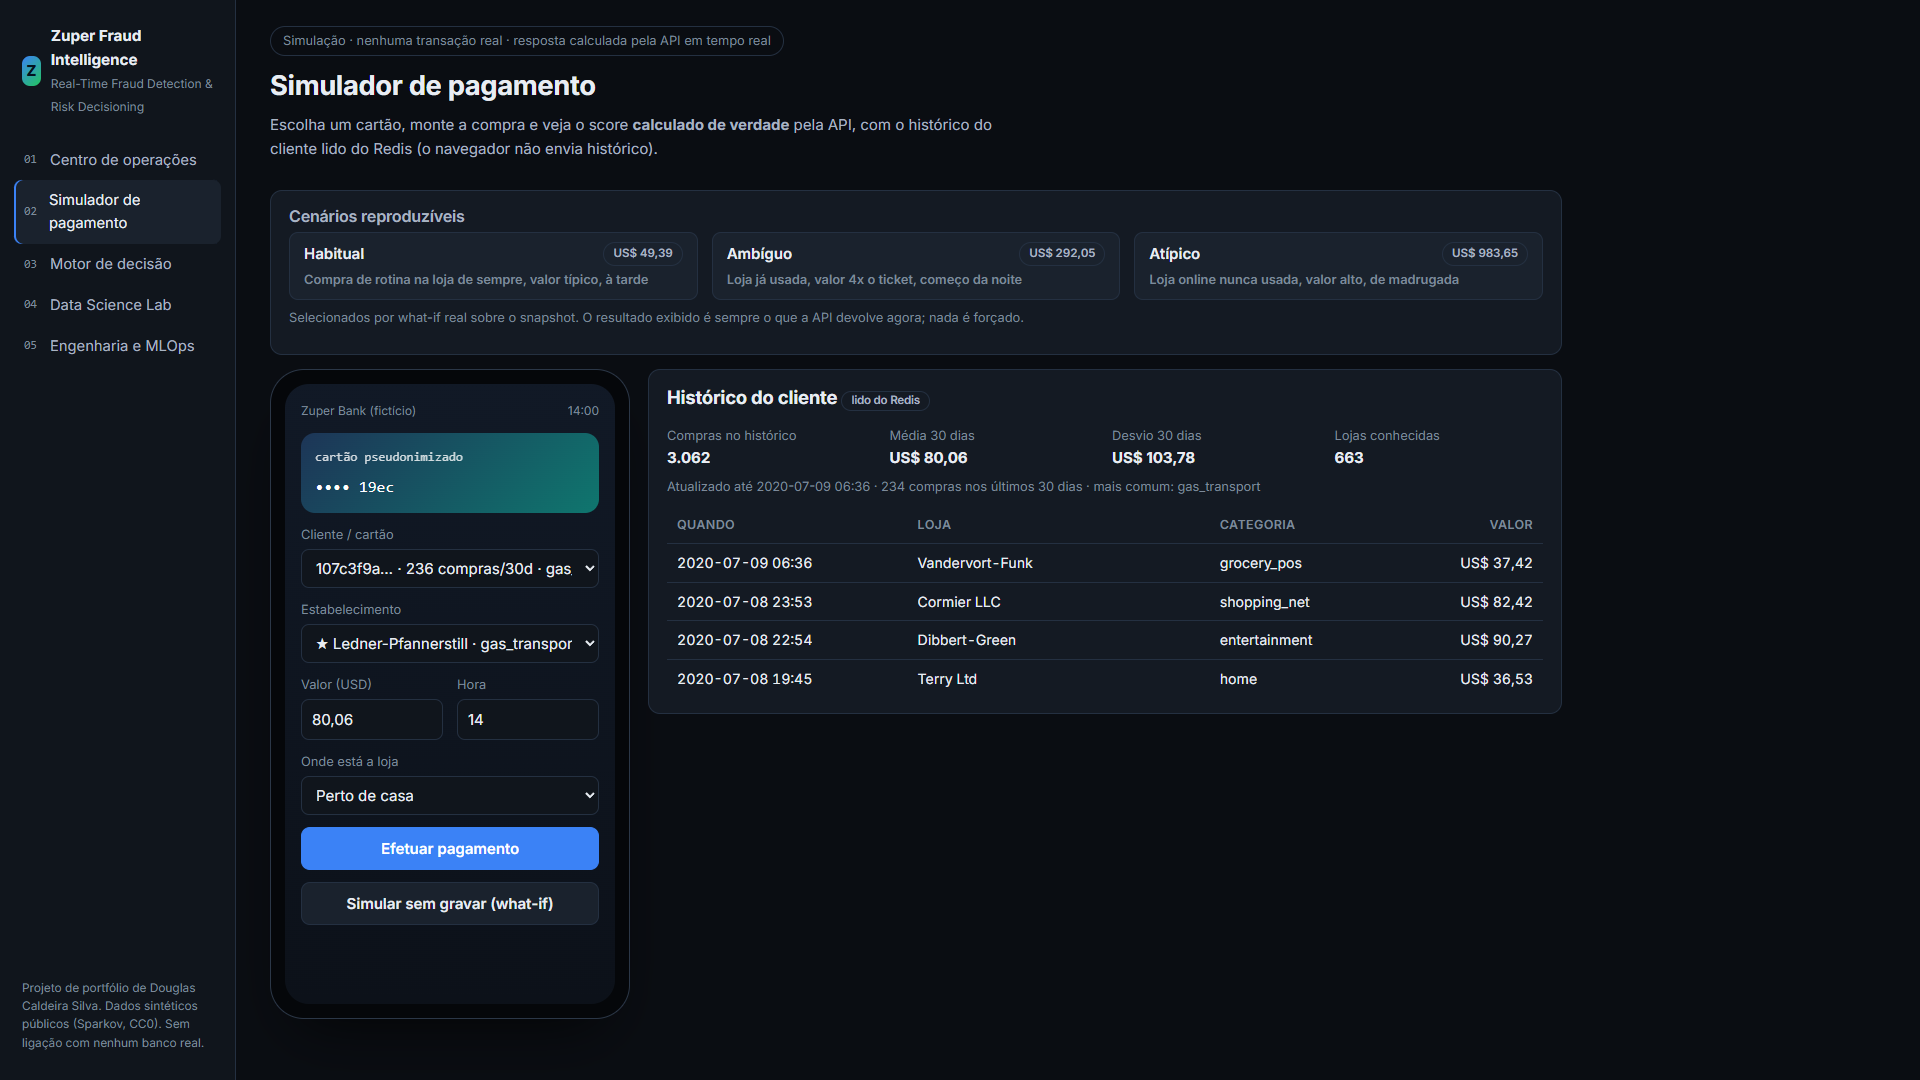 Zuper Fraud
Intelligence
Z
Real-Time Fraud Detection &
Risk Decisioning
01 Centro de operações
02 Simulador de
pagamento
03 Motor de decisão
04 Data Science Lab
05 Engenharia e MLOps
Projeto de portfólio de Douglas
Caldeira Silva. Dados sintéticos
públicos (Sparkov, CC0). Sem
ligação com nenhum banco real.
Simulação · nenhuma transação real · resposta calculada pela API em tempo real
Simulador de pagamento
Escolha um cartão, monte a compra e veja o score calculado de verdade pela API, com o histórico do
cliente lido do Redis (o navegador não envia histórico).
Cenários reproduzíveis
Habitual US$ 49,39
Compra de rotina na loja de sempre, valor típico, à tarde
Ambíguo US$ 292,05
Loja já usada, valor 4x o ticket, começo da noite
Atípico US$ 983,65
Loja online nunca usada, valor alto, de madrugada
Selecionados por what-if real sobre o snapshot. O resultado exibido é sempre o que a API devolve agora; nada é forçado.
Zuper Bank (fictício) 14:00
cartão pseudonimizado
•••• 19ec
Cliente / cartão
107c3f9a... · 236 compras/30d · gas_
Estabelecimento
★ Ledner-Pfannerstill · gas_transpor
Valor (USD) Hora
80,06 14
Onde está a loja
Perto de casa
Efetuar pagamento
Simular sem gravar (what-if)
Histórico do cliente lido do Redis
Compras no histórico Média 30 dias Desvio 30 dias Lojas conhecidas
3.062 US$ 80,06 US$ 103,78 663
Atualizado até 2020-07-09 06:36 · 234 compras nos últimos 30 dias · mais comum: gas_transport
QUANDO LOJA CATEGORIA VALOR
2020-07-09 06:36 Vandervort-Funk grocery_pos US$ 37,42
2020-07-08 23:53 Cormier LLC shopping_net US$ 82,42
2020-07-08 22:54 Dibbert-Green entertainment US$ 90,27
2020-07-08 19:45 Terry Ltd home US$ 36,53